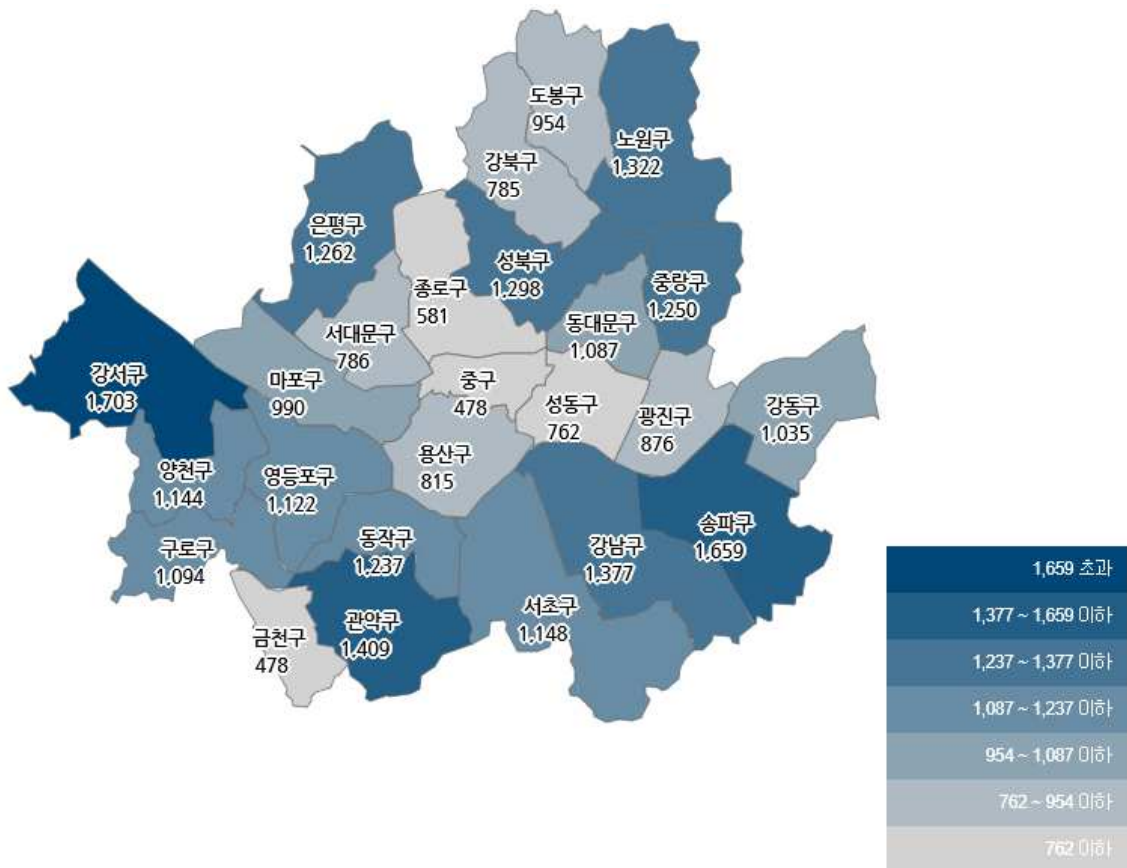 도봉구
954
노원구
1,322
강북구
785
은평구
1,262
성북구
1,298
중랑구
1,250
종로구
581
동대문구
1,087
서대문구
786
강서구
1,703
마포구
990
중구
478
성동구
762
광진구
876
강동구
1,035
용산구
815
양천구
1,144
영등포구
1,122
송파구
1,659
구로구
1,094
동작구
1,237
강남구
1,377
서초구
1,148
관악구
1,409
금천구
478
1,659 초과
1,377 ~ 1,659 이하
1,237 ~ 1,377 이하
1,087 ~ 1,237 이하
954 ~ 1,087 이하
762 ~ 954 이하
762 이하